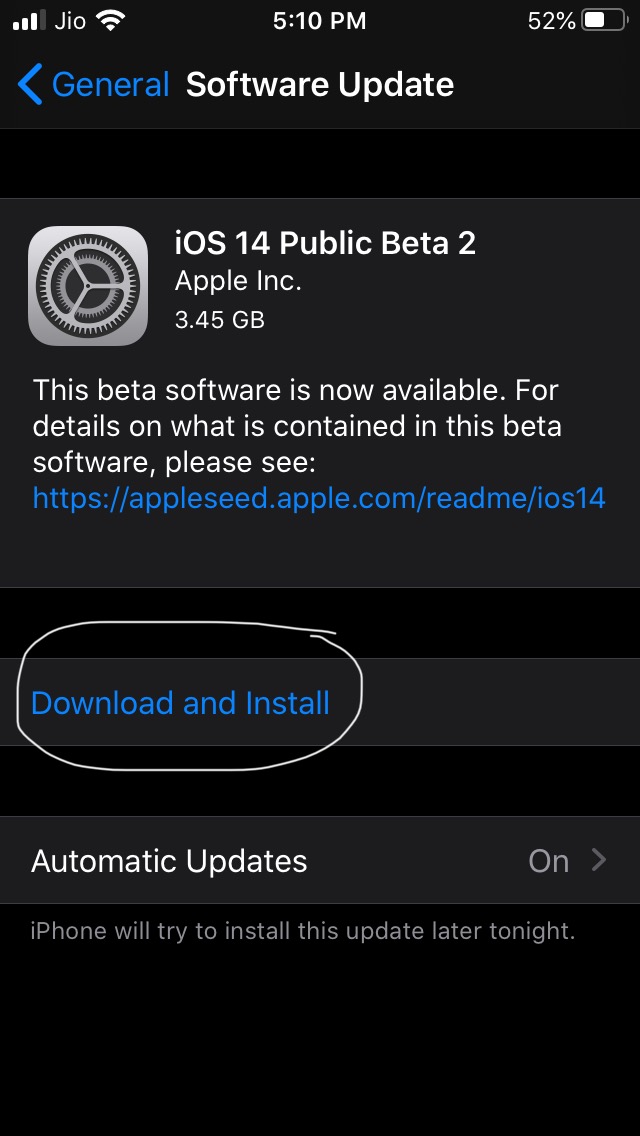 Jio 5:10 PM 52%
General Software Update
iOS 14 Public Beta 2
Apple Inc.
3.45 GB
This beta software is now available. For
details on what is contained in this beta
software, please see:
https://appleseed.apple.com/readme/ios14
Download and Install
Automatic Updates On
iPhone will try to install this update later tonight.